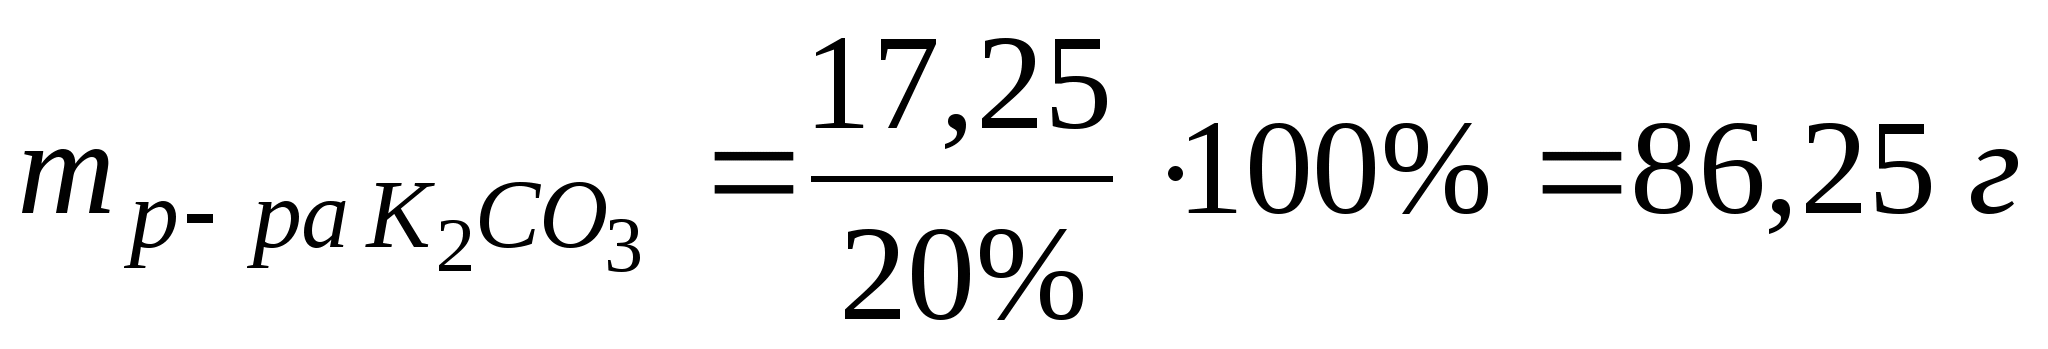 m р- ра K₂CO₃ = 17,25 / 20% ·100% = 86,25 г